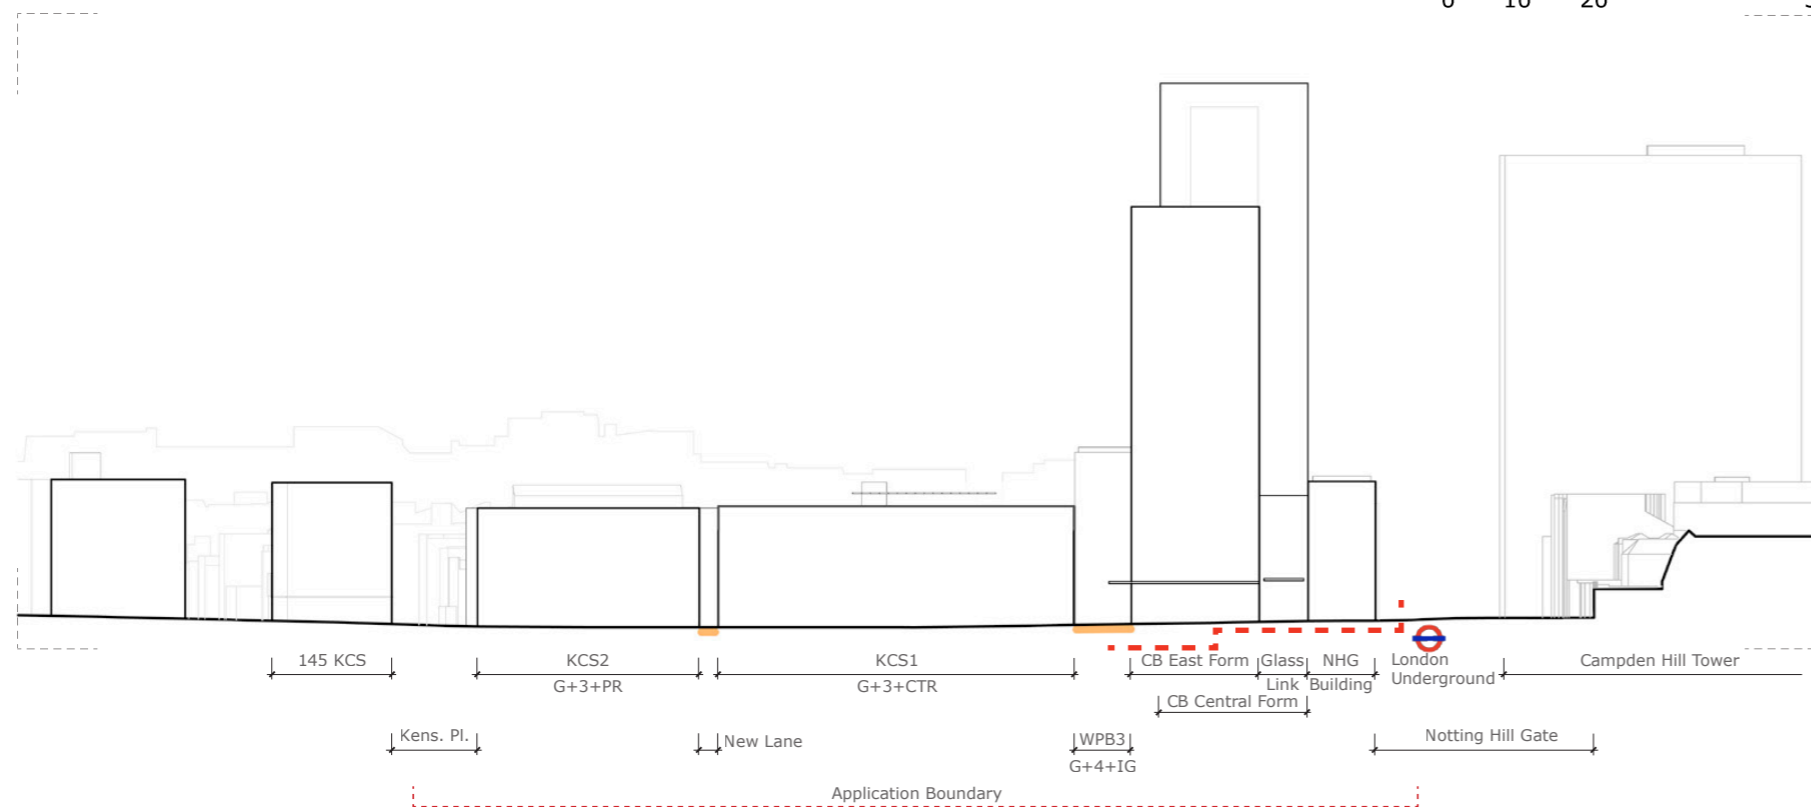 0 10 20
145 KCS
KCS2
G+3+PR
KCS1
G+3+CTR
CB East Form
Glass
Link
NHG
Building
London
Underground
Campden Hill Tower
CB Central Form
Kens. Pl.
New Lane
WPB3
G+4+IG
Notting Hill Gate
Application Boundary